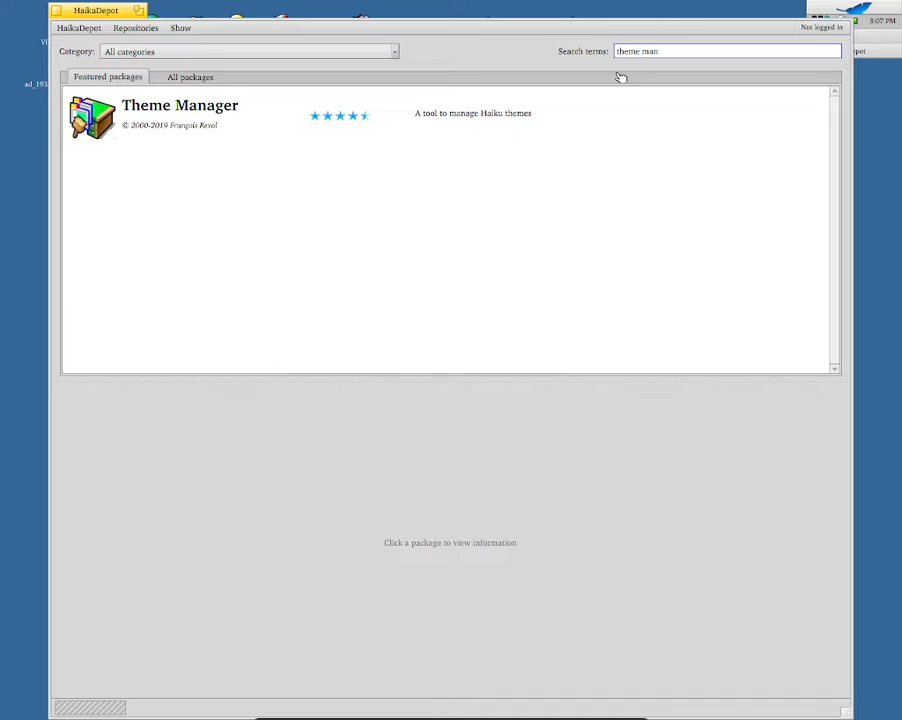 HaikuDepot
HaikuDepot Repositories Show
Not logged in
3:07 PM
Category: All categories
Search terms: theme man
Featured packages All packages
Theme Manager
© 2000-2019 François Revol
A tool to manage Haiku themes
Click a package to view information